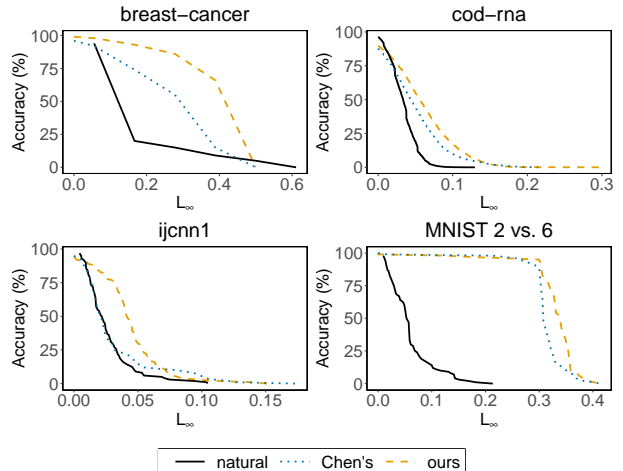 breast-cancer
Accuracy (%)
100
75
50
25
0
0.0 0.2 0.4 0.6
L∞
cod-rna
Accuracy (%)
100
75
50
25
0
0.0 0.1 0.2 0.3
L∞
ijcnn1
Accuracy (%)
100
75
50
25
0
0.00 0.05 0.10 0.15
L∞
MNIST 2 vs. 6
Accuracy (%)
100
75
50
25
0
0.0 0.1 0.2 0.3 0.4
L∞
natural Chen's ours